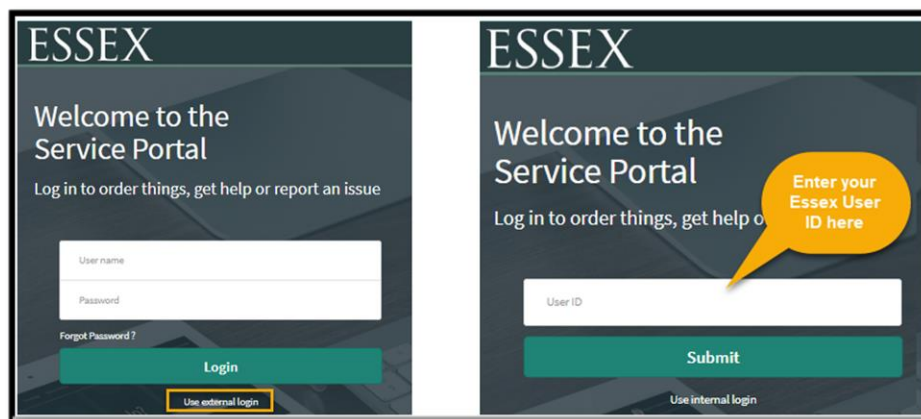 ESSEX
Welcome to the
Service Portal
Log in to order things, get help or report an issue
User name
Password
Forgot Password ?
Login
Use external login
ESSEX
Welcome to the
Service Portal
Log in to order things, get help o
Enter your
Essex User
ID here
User ID
Submit
Use internal login